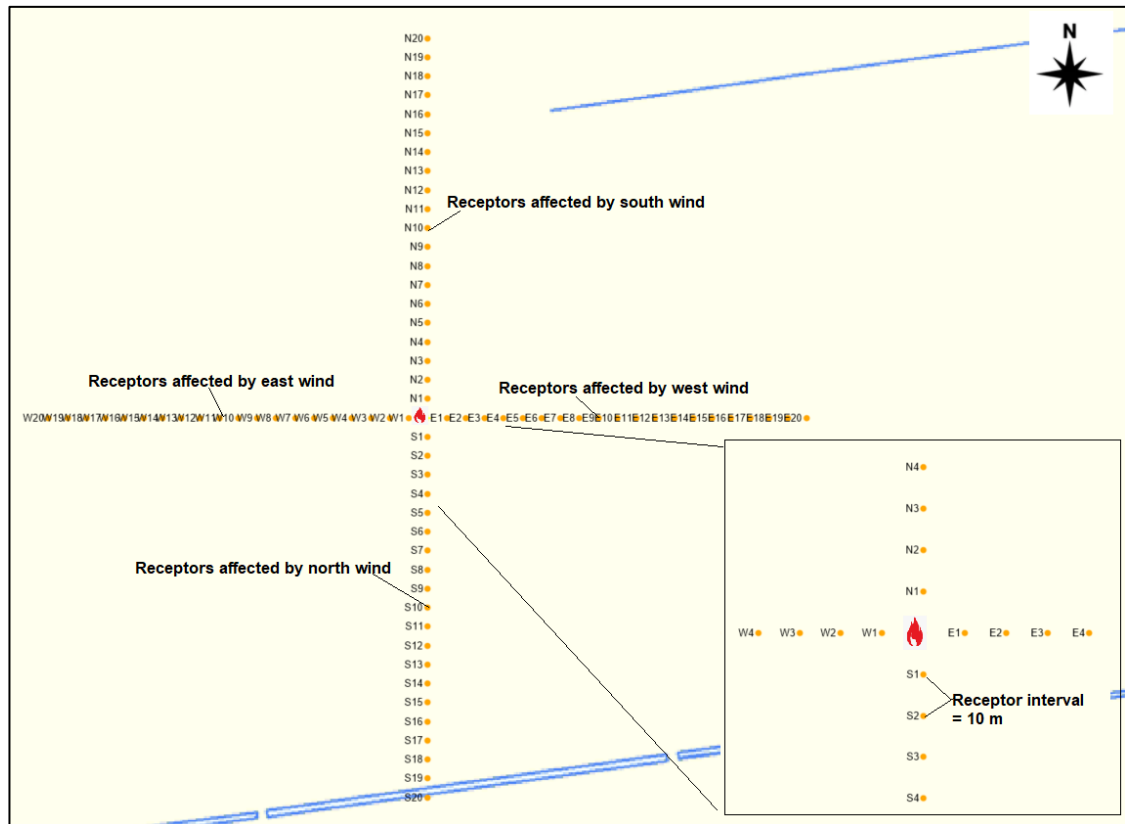 N
N20
N19
N18
N17
N16
N15
N14
N13
N12
N11
Receptors affected by south wind
N10
N9
N8
N7
N6
N5
N4
N3
N2
N1
Receptors affected by east wind
Receptors affected by west wind
W20 W19 W18 W17 W16 W15 W14 W13 W12 W11 W10 W9 W8 W7 W6 W5 W4 W3 W2 W1 E1 E2 E3 E4 E5 E6 E7 E8 E9 E10 E11 E12 E13 E14 E15 E16 E17 E18 E19 E20
S1
S2
S3
S4
S5
S6
S7
S8
Receptors affected by north wind
S9
S10
S11
S12
S13
S14
S15
S16
S17
S18
S19
S20
N4
N3
N2
N1
W4 W3 W2 W1 E1 E2 E3 E4
S1
Receptor interval
S2
= 10 m
S3
S4